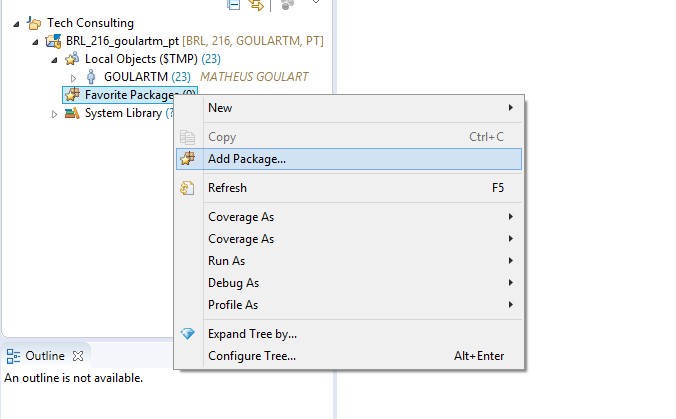 Tech Consulting
BRL_216_goulartm_pt [BRL, 216, GOULARTM, PT]
Local Objects ($TMP) (23)
GOULARTM (23) MATHEUS GOULART
Favorite Packages (0)
System Library (?
New
Copy Ctrl+C
Add Package...
Refresh F5
Coverage As
Coverage As
Run As
Debug As
Profile As
Expand Tree by...
Configure Tree... Alt+Enter
Outline
An outline is not available.